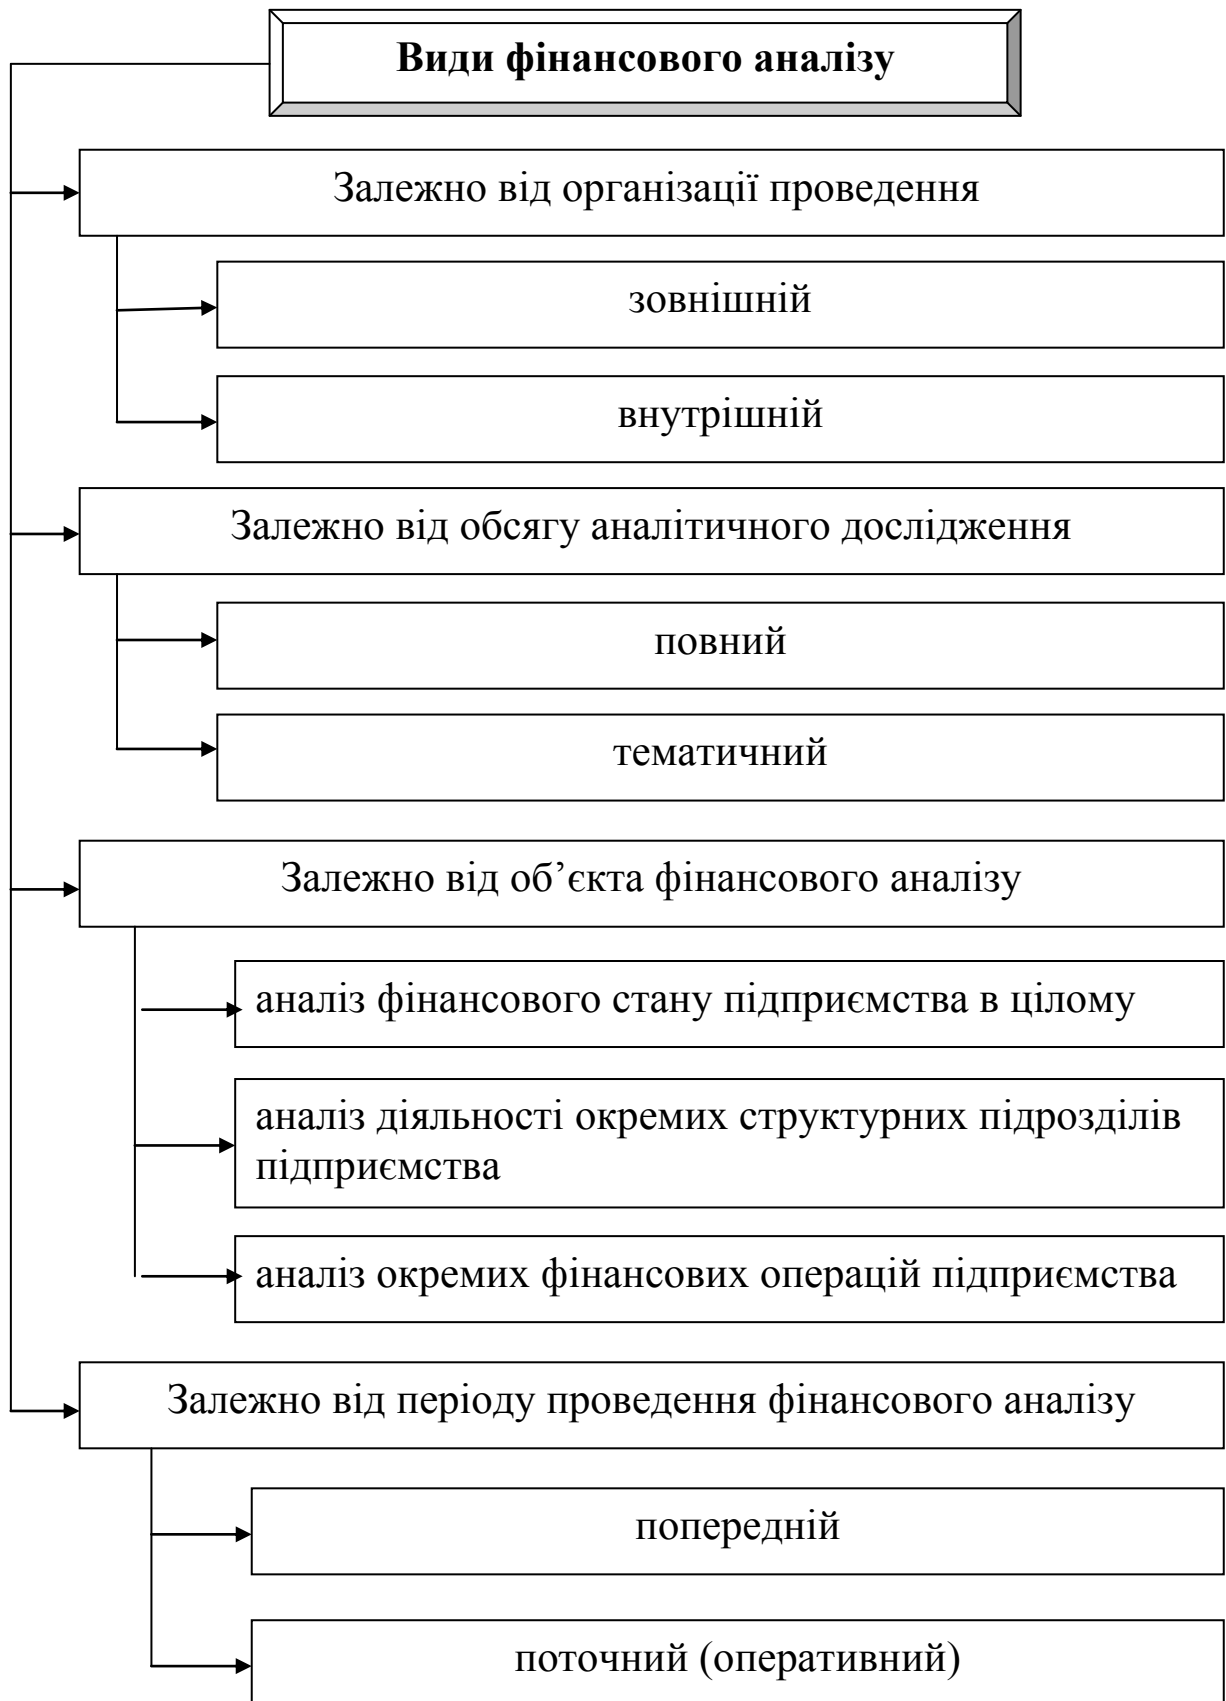 Види фінансового аналізу
Залежно від організації проведення
зовнішній
внутрішній
Залежно від обсягу аналітичного дослідження
повний
тематичний
Залежно від об’єкта фінансового аналізу
аналіз фінансового стану підприємства в цілому
аналіз діяльності окремих структурних підрозділів
підприємства
аналіз окремих фінансових операцій підприємства
Залежно від періоду проведення фінансового аналізу
попередній
поточний (оперативний)